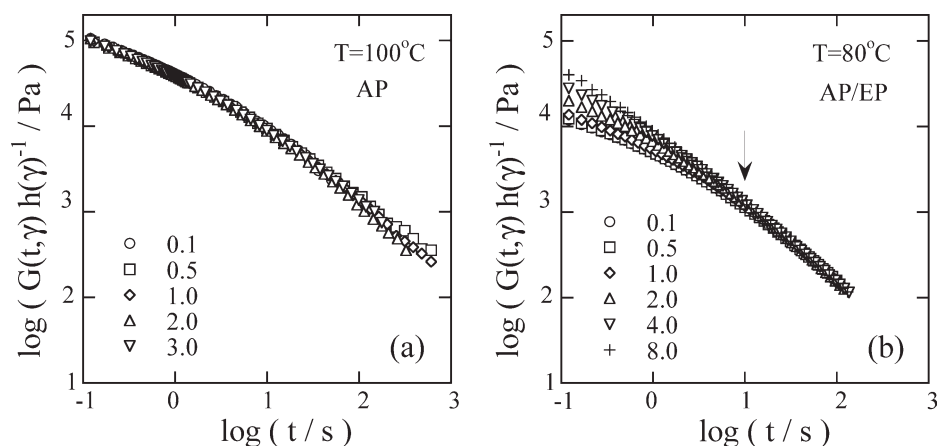 log ( G(t,γ) h(γ)⁻¹ / Pa)
5
4
3
2
1
T=100°C
AP
0.1
0.5
1.0
2.0
3.0
(a)
-1 0 1 2 3
log ( t / s )
log ( G(t,γ) h(γ)⁻¹ / Pa)
5
4
3
2
1
T=80°C
AP/EP
0.1
0.5
1.0
2.0
4.0
8.0
(b)
-1 0 1 2 3
log ( t / s )